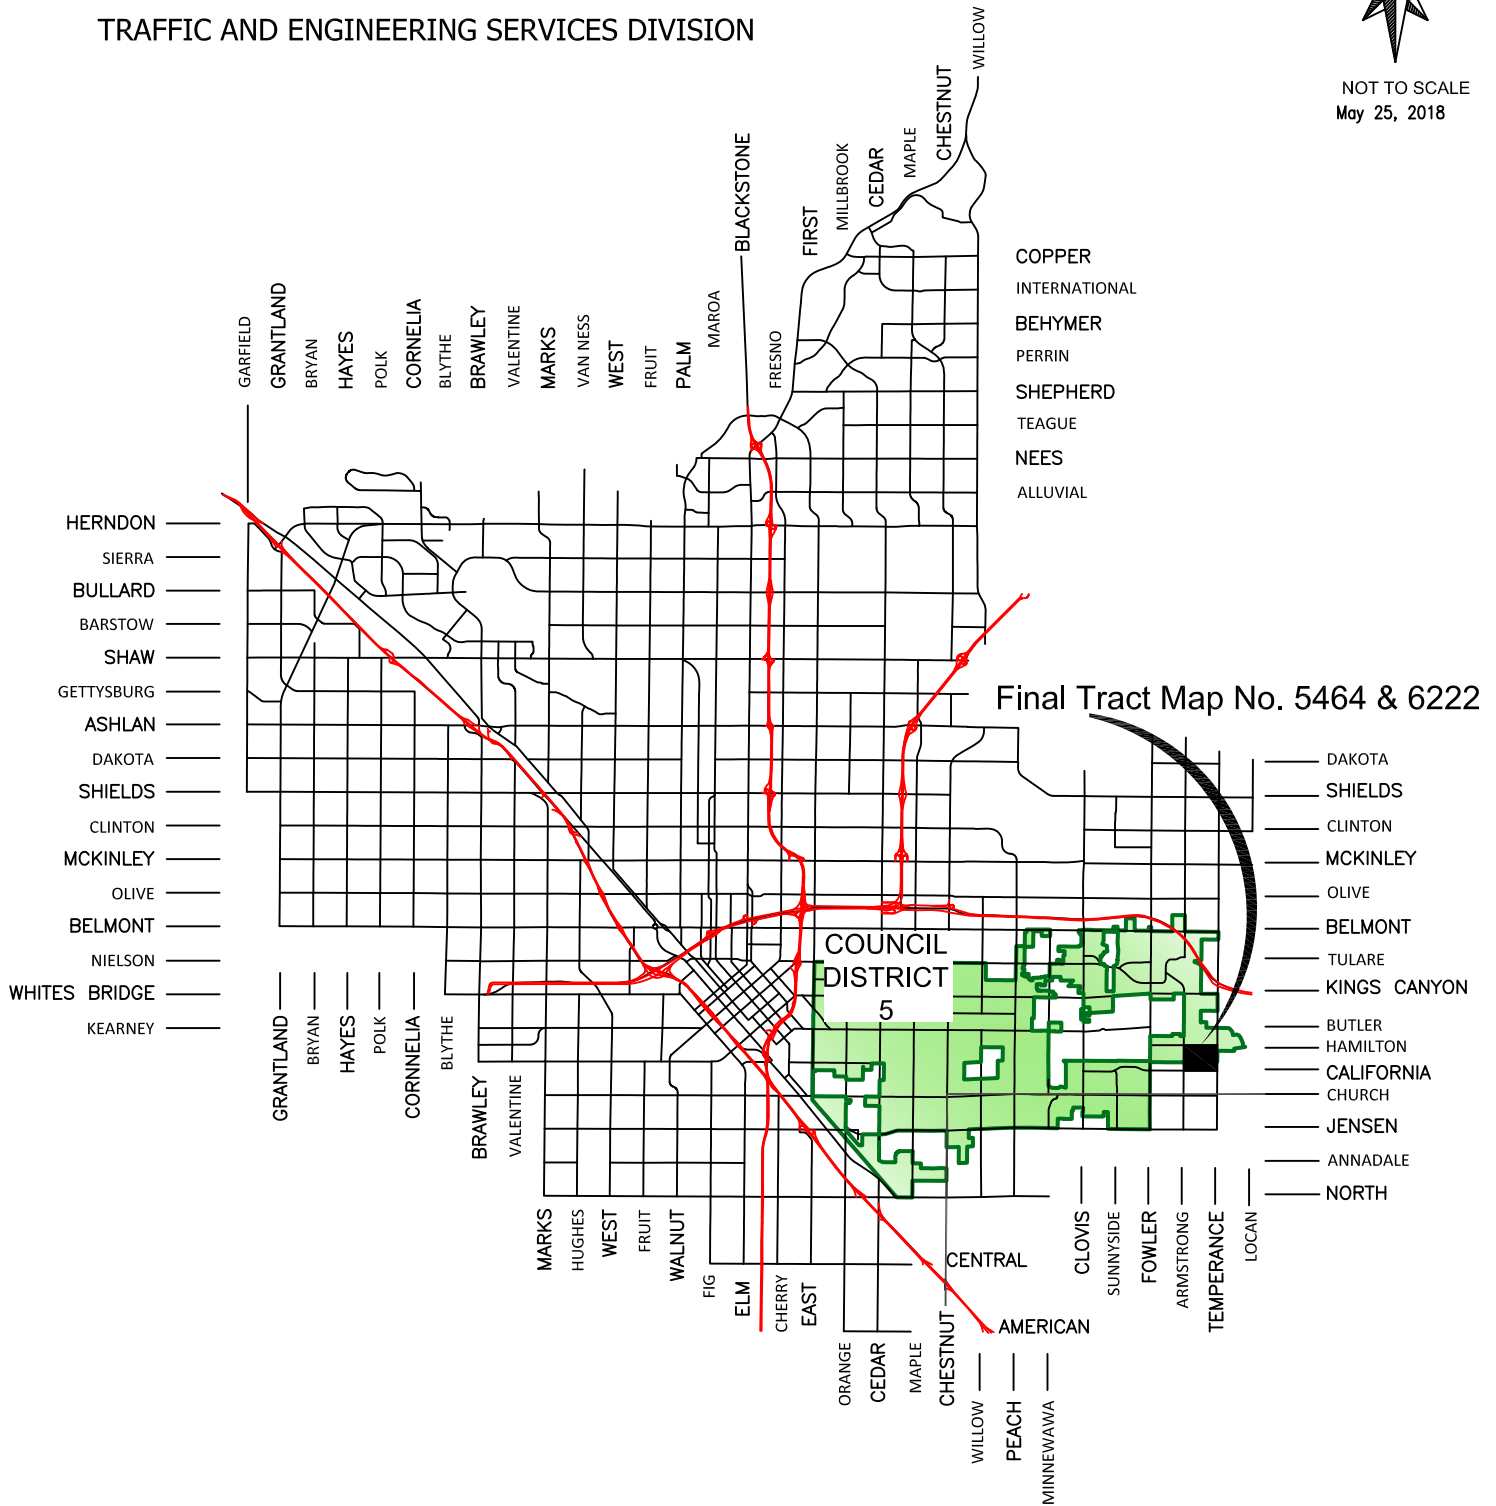 TRAFFIC AND ENGINEERING SERVICES DIVISION
NOT TO SCALE
May 25, 2018
WILLOW
CHESTNUT
MAPLE
CEDAR
MILLBROOK
FIRST
BLACKSTONE
COPPER
INTERNATIONAL
BEHYMER
PERRIN
SHEPHERD
TEAGUE
NEES
ALLUVIAL
GARFIELD
GRANTLAND
BRYAN
HAYES
POLK
CORNELIA
BLYTHE
BRAWLEY
VALENTINE
MARKS
VAN NESS
WEST
FRUIT
PALM
MAROA
FRESNO
HERNDON
SIERRA
BULLARD
BARSTOW
SHAW
GETTYSBURG
ASHLAN
DAKOTA
SHIELDS
CLINTON
MCKINLEY
OLIVE
BELMONT
NIELSON
WHITES BRIDGE
KEARNEY
Final Tract Map No. 5464 & 6222
DAKOTA
SHIELDS
CLINTON
MCKINLEY
OLIVE
BELMONT
TULARE
KINGS CANYON
BUTLER
HAMILTON
CALIFORNIA
CHURCH
JENSEN
ANNADALE
NORTH
COUNCIL
DISTRICT
5
GRANTLAND
BRYAN
HAYES
POLK
CORNNELIA
BLYTHE
BRAWLEY
VALENTINE
MARKS
HUGHES
WEST
FRUIT
WALNUT
FIG
ELM
CHERRY
EAST
ORANGE
CEDAR
MAPLE
CHESTNUT
WILLOW
PEACH
MINNEWAWA
CENTRAL
AMERICAN
CLOVIS
SUNNYSIDE
FOWLER
ARMSTRONG
TEMPERANCE
LOCAN